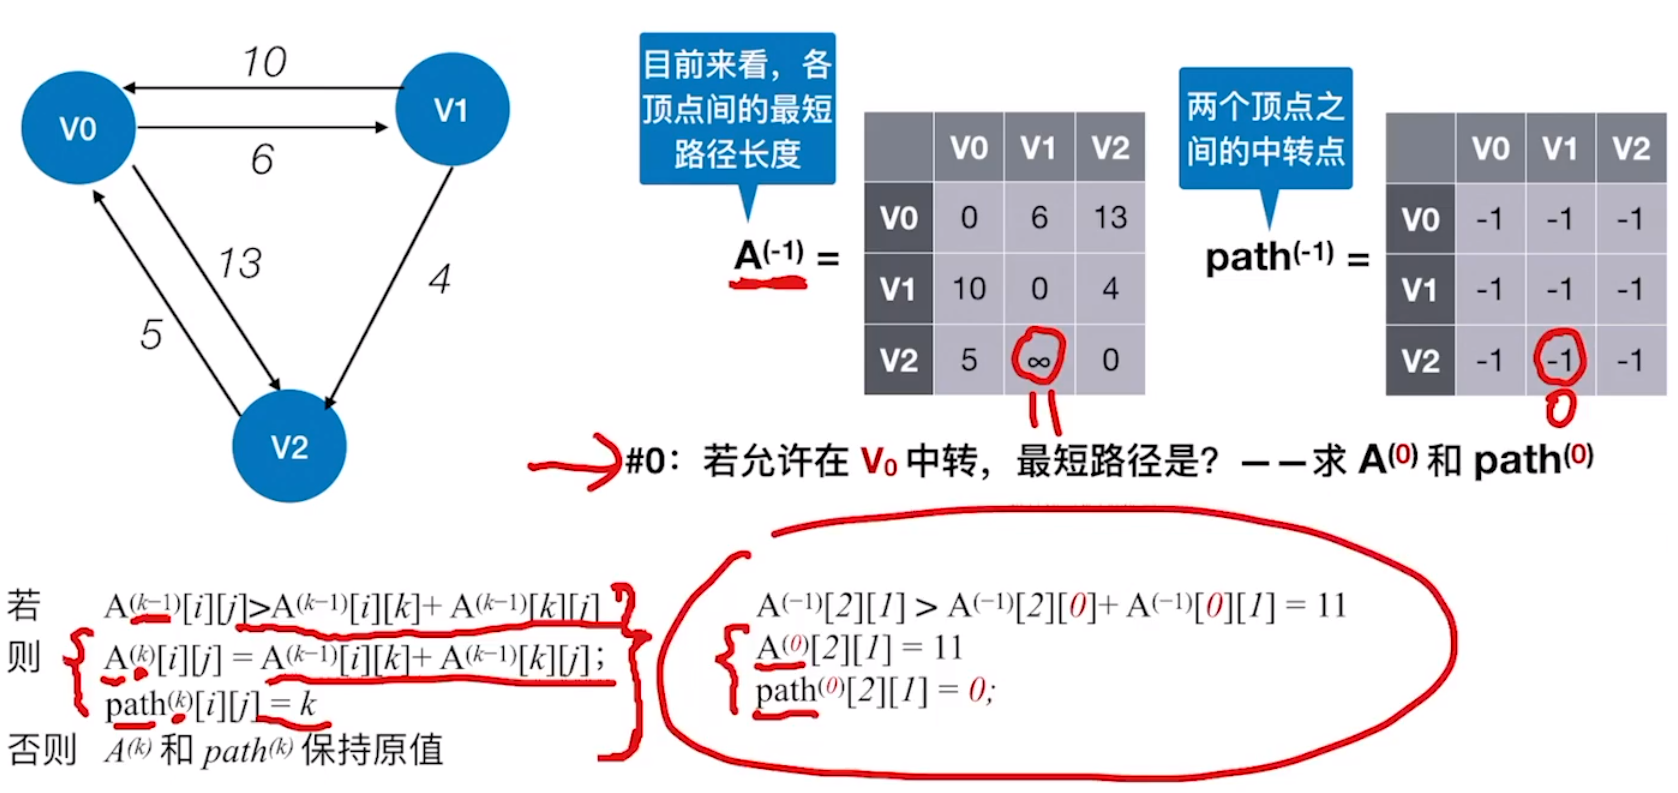 10
V0
V1
6
13
4
5
V2
目前来看，各
顶点间的最短
路径长度
A(-1) =
V0 V1 V2
V0 0 6 13
V1 10 0 4
V2 5 ∞ 0
11
两个顶点之
间的中转点
path(-1) =
V0 V1 V2
V0 -1 -1 -1
V1 -1 -1 -1
V2 -1 -1 -1
0
#0：若允许在 V0 中转，最短路径是？——求 A(0) 和 path(0)
若 A(k−1)[i][j]>A(k−1)[i][k]+ A(k−1)[k][j]
则 A(k)[i][j] = A(k−1)[i][k]+ A(k−1)[k][j];
path(k)[i][j] = k
否则 A(k) 和 path(k) 保持原值
A(−1)[2][1] > A(−1)[2][0]+ A(−1)[0][1] = 11
A(0)[2][1] = 11
path(0)[2][1] = 0;